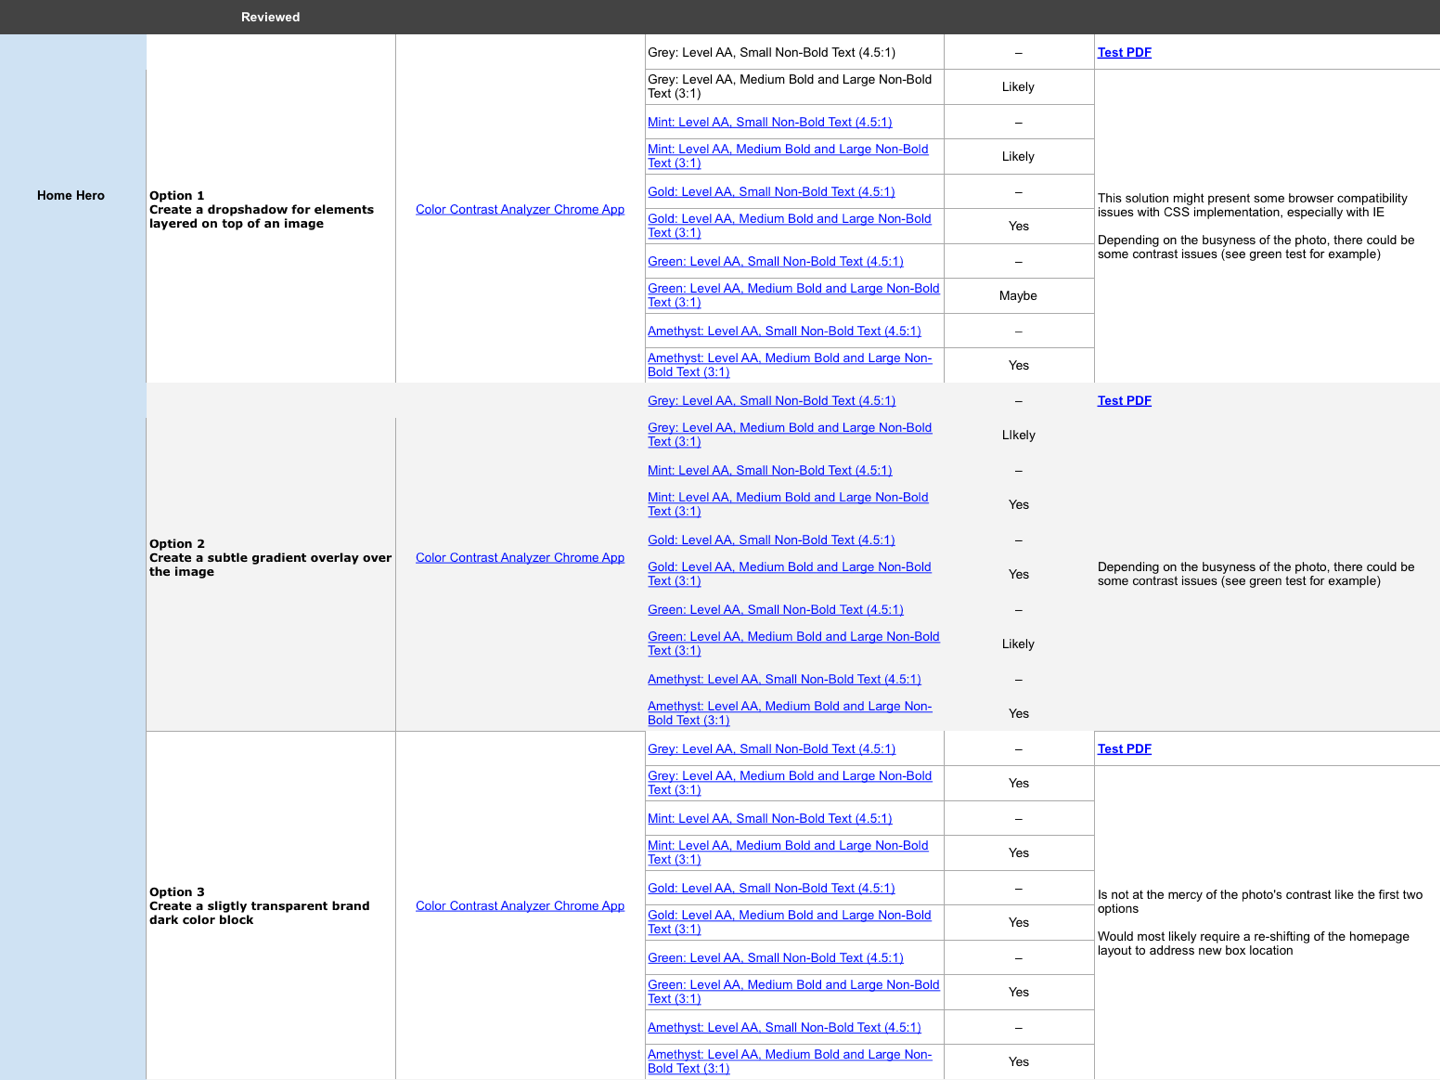 Reviewed
Home Hero
Option 1
Create a dropshadow for elements
layered on top of an image
Color Contrast Analyzer Chrome App
Grey: Level AA, Small Non-Bold Text (4.5:1)
–
Test PDF
Grey: Level AA, Medium Bold and Large Non-Bold
Text (3:1)
Likely
Mint: Level AA, Small Non-Bold Text (4.5:1)
–
Mint: Level AA, Medium Bold and Large Non-Bold
Text (3:1)
Likely
Gold: Level AA, Small Non-Bold Text (4.5:1)
–
Gold: Level AA, Medium Bold and Large Non-Bold
Text (3:1)
Yes
Green: Level AA, Small Non-Bold Text (4.5:1)
–
Green: Level AA, Medium Bold and Large Non-Bold
Text (3:1)
Maybe
Amethyst: Level AA, Small Non-Bold Text (4.5:1)
–
Amethyst: Level AA, Medium Bold and Large Non-
Bold Text (3:1)
Yes
This solution might present some browser compatibility
issues with CSS implementation, especially with IE
Depending on the busyness of the photo, there could be
some contrast issues (see green test for example)
Option 2
Create a subtle gradient overlay over
the image
Color Contrast Analyzer Chrome App
Grey: Level AA, Small Non-Bold Text (4.5:1)
–
Test PDF
Grey: Level AA, Medium Bold and Large Non-Bold
Text (3:1)
LIkely
Mint: Level AA, Small Non-Bold Text (4.5:1)
–
Mint: Level AA, Medium Bold and Large Non-Bold
Text (3:1)
Yes
Gold: Level AA, Small Non-Bold Text (4.5:1)
–
Gold: Level AA, Medium Bold and Large Non-Bold
Text (3:1)
Yes
Green: Level AA, Small Non-Bold Text (4.5:1)
–
Green: Level AA, Medium Bold and Large Non-Bold
Text (3:1)
Likely
Amethyst: Level AA, Small Non-Bold Text (4.5:1)
–
Amethyst: Level AA, Medium Bold and Large Non-
Bold Text (3:1)
Yes
Depending on the busyness of the photo, there could be
some contrast issues (see green test for example)
Option 3
Create a sligtly transparent brand
dark color block
Color Contrast Analyzer Chrome App
Grey: Level AA, Small Non-Bold Text (4.5:1)
–
Test PDF
Grey: Level AA, Medium Bold and Large Non-Bold
Text (3:1)
Yes
Mint: Level AA, Small Non-Bold Text (4.5:1)
–
Mint: Level AA, Medium Bold and Large Non-Bold
Text (3:1)
Yes
Gold: Level AA, Small Non-Bold Text (4.5:1)
–
Gold: Level AA, Medium Bold and Large Non-Bold
Text (3:1)
Yes
Green: Level AA, Small Non-Bold Text (4.5:1)
–
Green: Level AA, Medium Bold and Large Non-Bold
Text (3:1)
Yes
Amethyst: Level AA, Small Non-Bold Text (4.5:1)
–
Amethyst: Level AA, Medium Bold and Large Non-
Bold Text (3:1)
Yes
Is not at the mercy of the photo's contrast like the first two
options
Would most likely require a re-shifting of the homepage
layout to address new box location